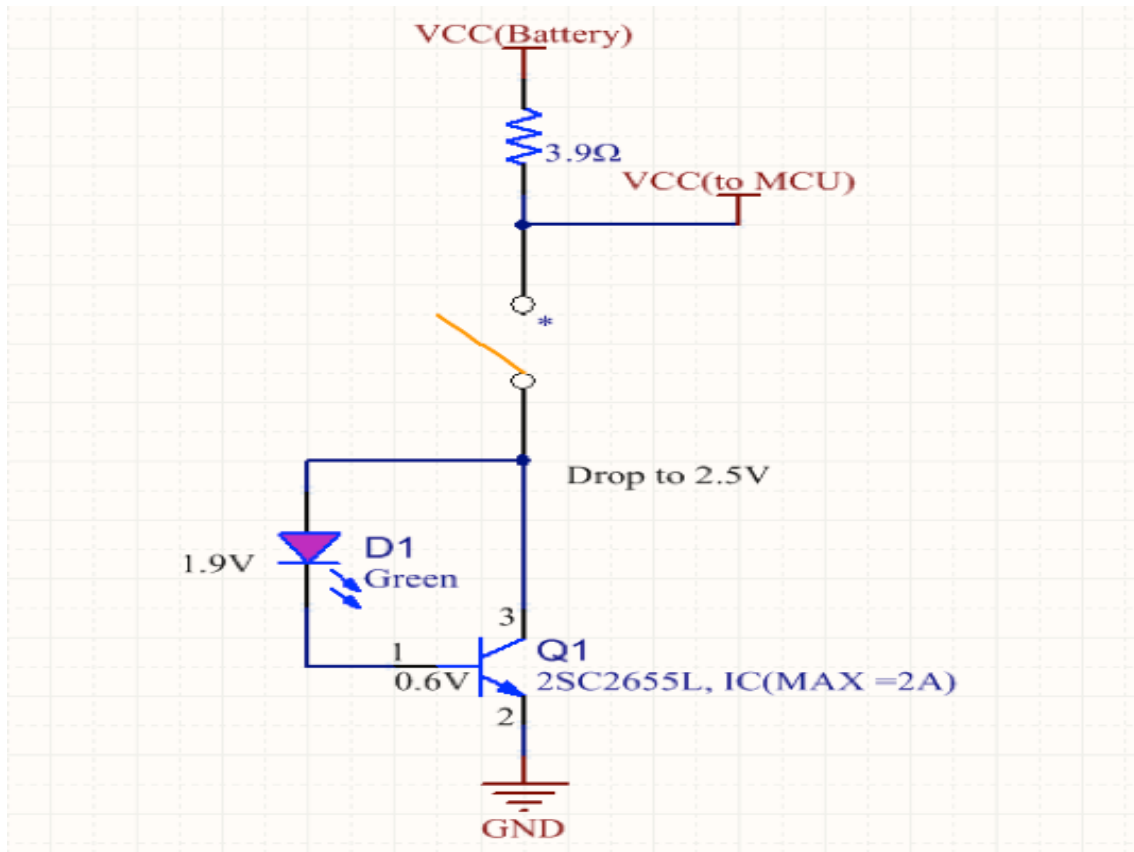 VCC(Battery)
3.9Ω
VCC(to MCU)
*
Drop to 2.5V
1.9V
D1
Green
3
1
Q1
0.6V
2SC2655L, IC(MAX =2A)
2
GND